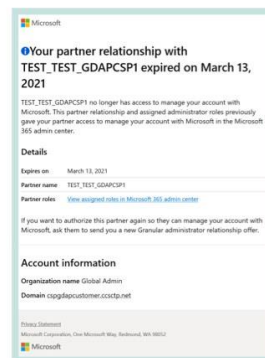 Microsoft
Your partner relationship with
TEST_TEST_GDAPCSP1 expired on March 13,
2021
TEST_TEST_GDAPCSP1 no longer has access to manage your account with
Microsoft. This partner relationship and assigned administrator roles previously
gave your partner access to manage your account with Microsoft in the Microsoft
365 admin center.
Details
Expires on March 13, 2021
Partner name TEST_TEST_GDAPCSP1
Partner roles View assigned roles in Microsoft 365 admin center
If you want to authorize this partner again so they can manage your account with
Microsoft, ask them to send you a new Granular administrator relationship offer.
Account information
Organization name Global Admin
Domain cspgdapcustomer.ccsctp.net
Privacy Statement
Microsoft Corporation, One Microsoft Way, Redmond, WA 98052
Microsoft